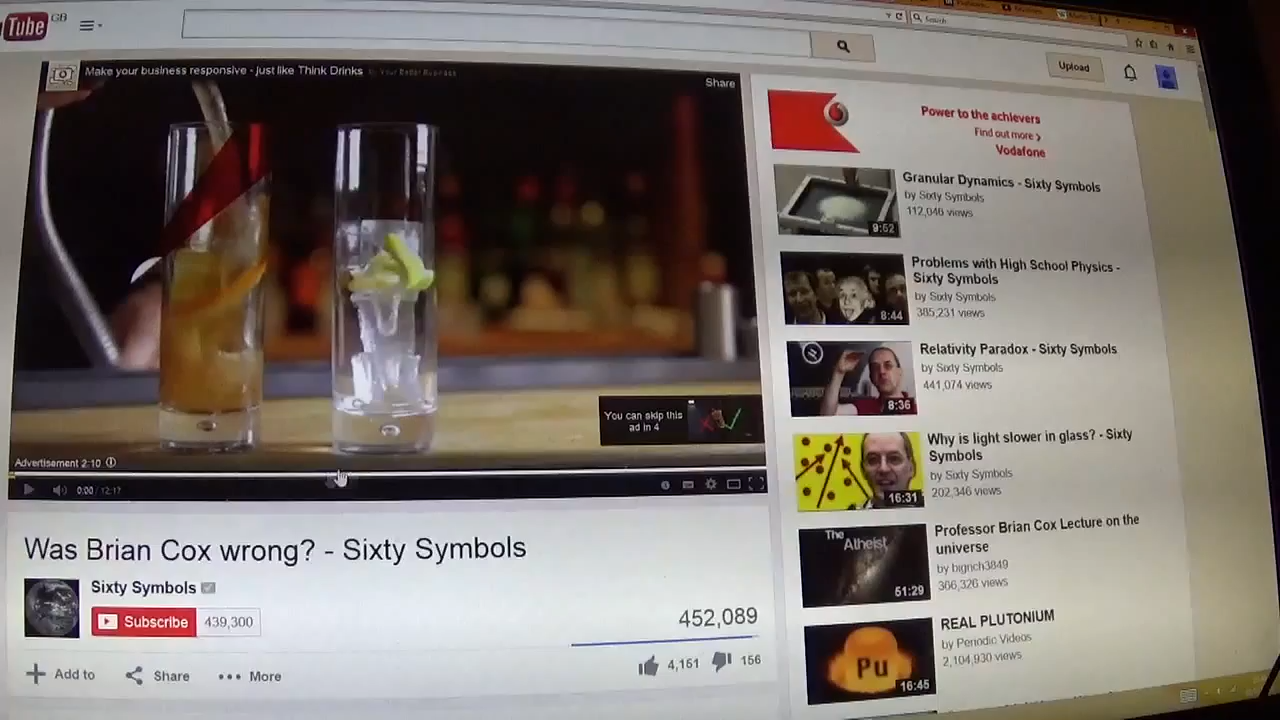 Tube GB
Search
Upload
Make your business responsive - just like Think Drinks by Your Better Business
Share
You can skip this
ad in 4
Advertisement 2:10
0:00 / 12:17
Was Brian Cox wrong? - Sixty Symbols
Sixty Symbols
Subscribe 439,300
452,089
4,151 156
Add to Share More
Power to the achievers
Find out more >
Vodafone
Granular Dynamics - Sixty Symbols
by Sixty Symbols
112,046 views
9:52
Problems with High School Physics -
Sixty Symbols
by Sixty Symbols
385,231 views
8:44
Relativity Paradox - Sixty Symbols
by Sixty Symbols
441,074 views
8:36
Why is light slower in glass? - Sixty
Symbols
by Sixty Symbols
202,346 views
16:31
The
Atheist
51:29
Professor Brian Cox Lecture on the
universe
by bigrich3849
366,326 views
Pu
16:45
REAL PLUTONIUM
by Periodic Videos
2,104,930 views